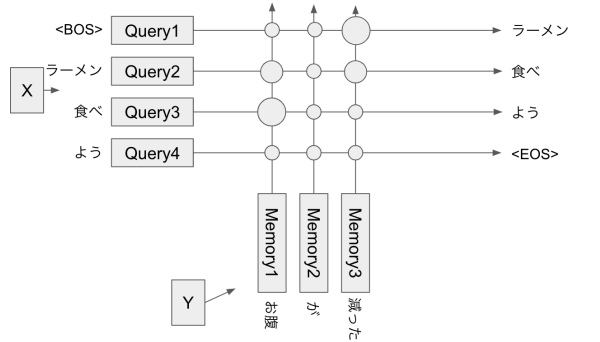 <BOS> Query1 ラーメン
ラーメン Query2 食べ
X
食べ Query3 よう
よう Query4 <EOS>
Memory1 Memory2 Memory3
Y
お腹 が 減った